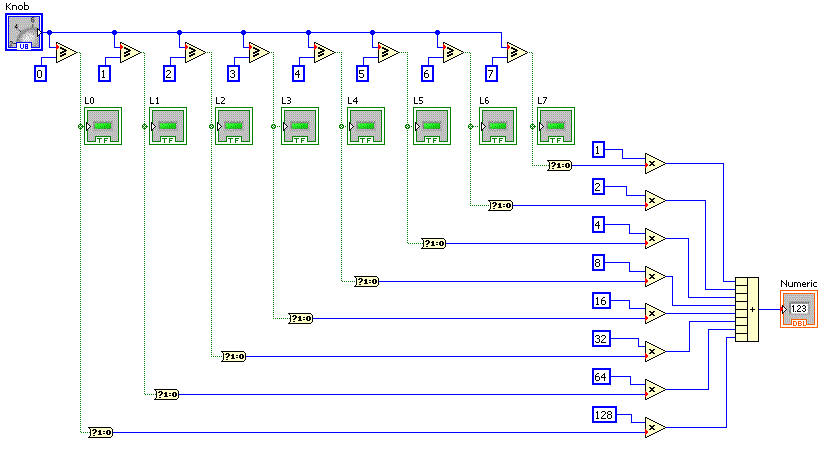 Knob
4 6
U8
≥ ≥ ≥ ≥ ≥ ≥ ≥ ≥
0 1 2 3 4 5 6 7
L0 L1 L2 L3 L4 L5 L6 L7
TF TF TF TF TF TF TF TF
1 ×
?1:0
2 ×
?1:0
4 ×
?1:0
8 ×
?1:0
Numeric
16 × + 1.23
?1:0
DBL
32 ×
?1:0
64 ×
?1:0
128 ×
?1:0